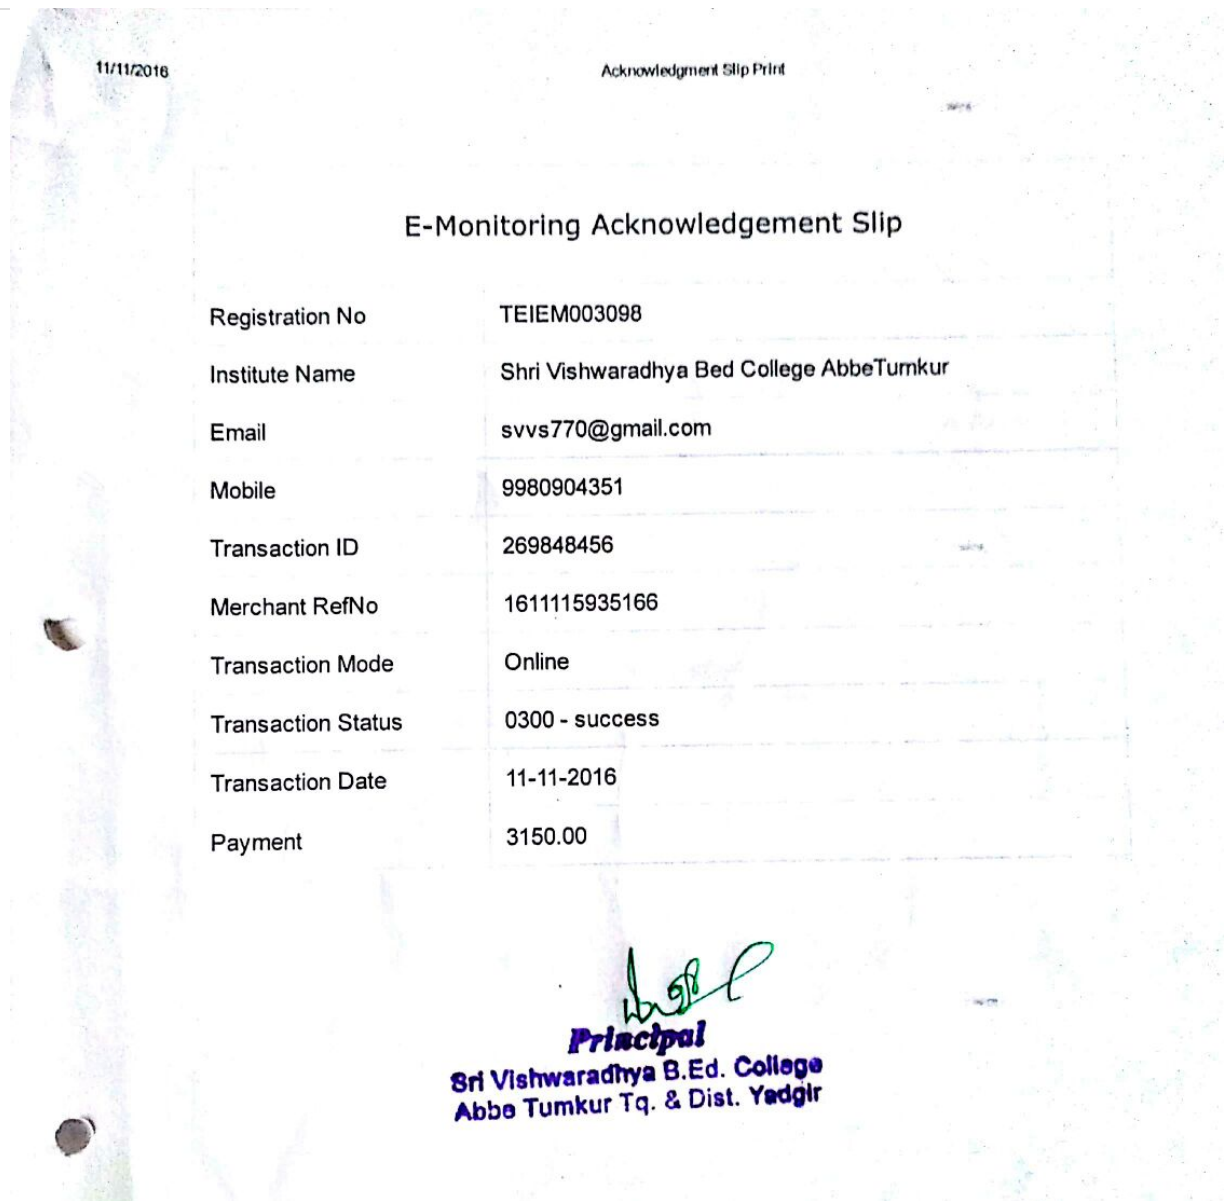 11/11/2016 Acknowledgment Slip Print
E-Monitoring Acknowledgement Slip
Registration No TEIEM003098
Institute Name Shri Vishwaradhya Bed College AbbeTumkur
Email svvs770@gmail.com
Mobile 9980904351
Transaction ID 269848456
Merchant RefNo 1611115935166
Transaction Mode Online
Transaction Status 0300 - success
Transaction Date 11-11-2016
Payment 3150.00
Principal
Sri Vishwaradhya B.Ed. College
Abbe Tumkur Tq. & Dist. Yadgir